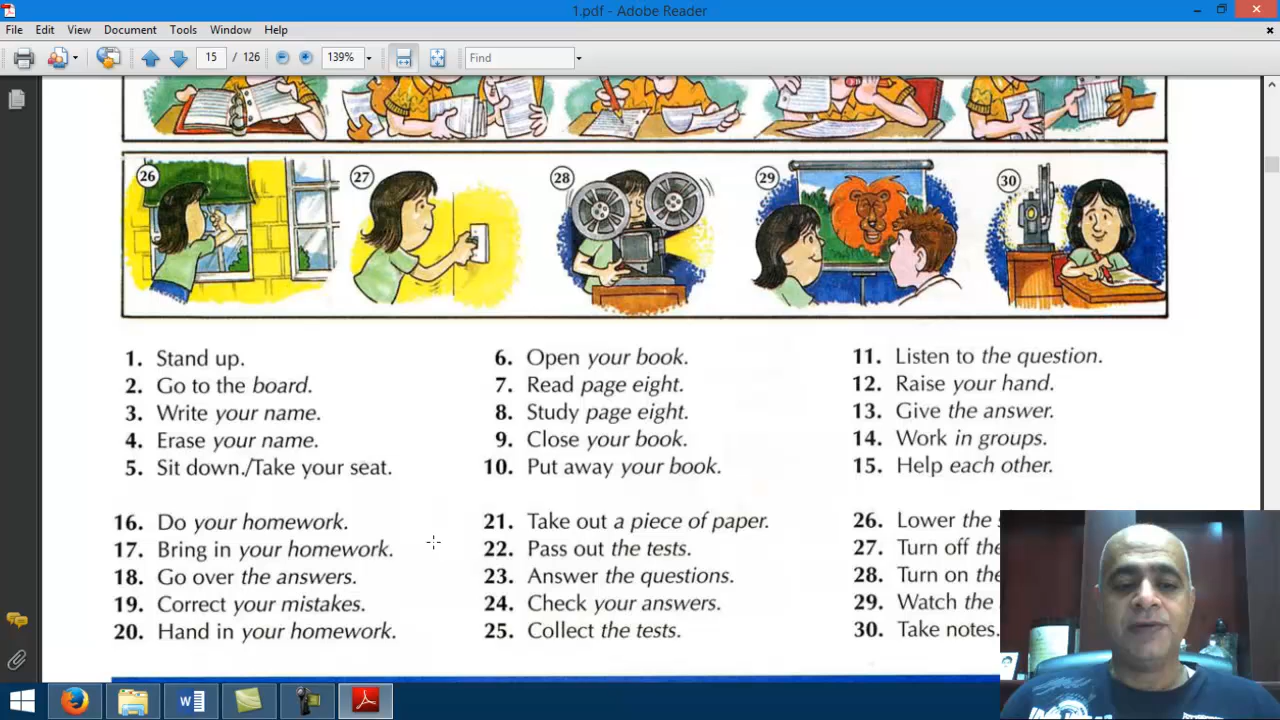 1.pdf - Adobe Reader
File Edit View Document Tools Window Help
15 / 126 139% Find
26 27 28 29 30
1. Stand up.
2. Go to the board.
3. Write your name.
4. Erase your name.
5. Sit down./Take your seat.
6. Open your book.
7. Read page eight.
8. Study page eight.
9. Close your book.
10. Put away your book.
11. Listen to the question.
12. Raise your hand.
13. Give the answer.
14. Work in groups.
15. Help each other.
16. Do your homework.
17. Bring in your homework.
18. Go over the answers.
19. Correct your mistakes.
20. Hand in your homework.
21. Take out a piece of paper.
22. Pass out the tests.
23. Answer the questions.
24. Check your answers.
25. Collect the tests.
26. Lower the
27. Turn off the
28. Turn on the
29. Watch the
30. Take notes.